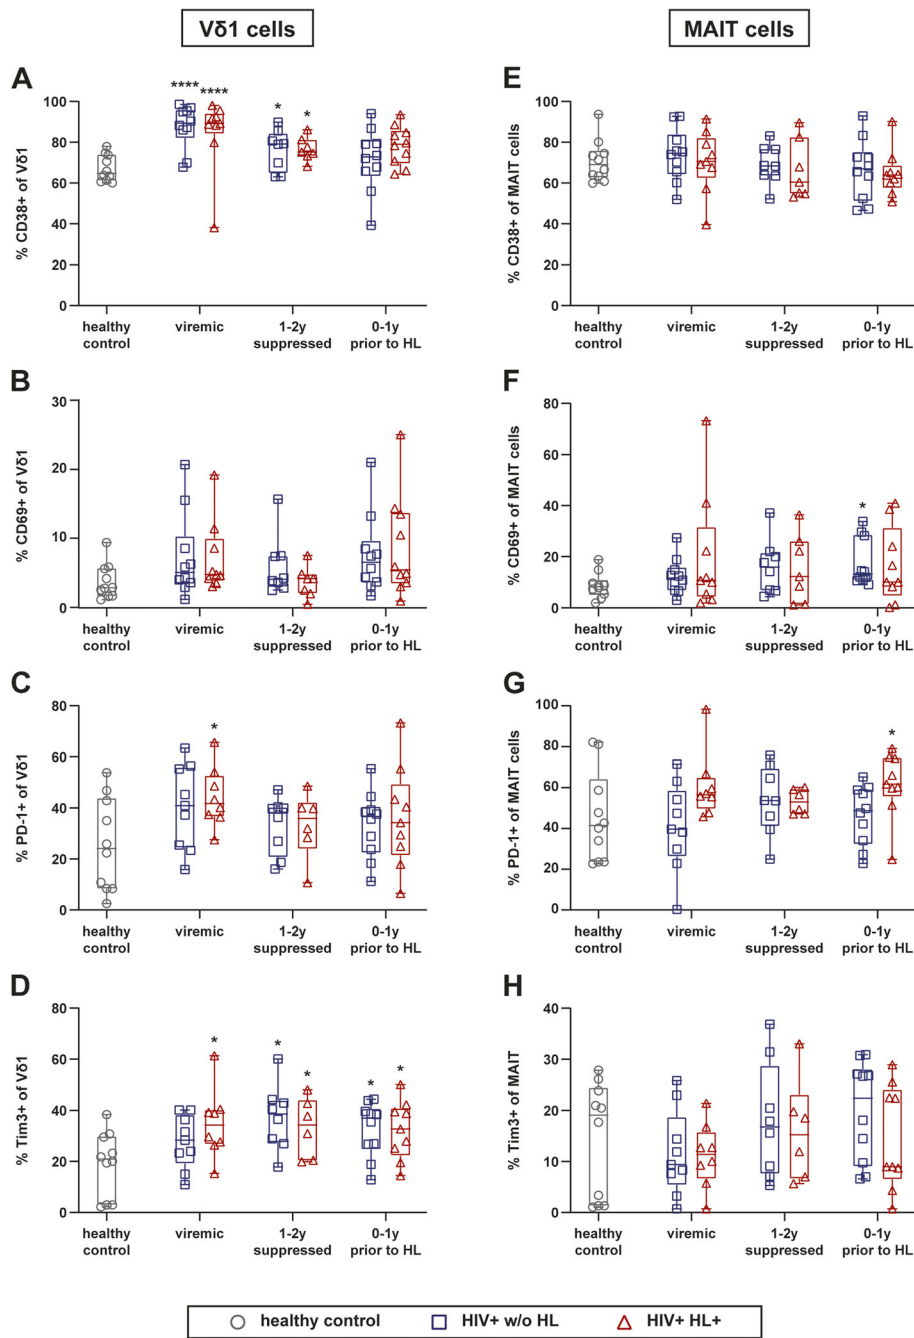 Vδ1 cells
MAIT cells
A
% CD38+ of Vδ1
100
80
60
40
20
0
****
****
*
*
healthy control
viremic
1-2y suppressed
0-1y prior to HL
E
% CD38+ of MAIT cells
100
80
60
40
20
0
healthy control
viremic
1-2y suppressed
0-1y prior to HL
B
% CD69+ of Vδ1
30
20
10
0
healthy control
viremic
1-2y suppressed
0-1y prior to HL
F
% CD69+ of MAIT cells
80
60
40
20
0
*
healthy control
viremic
1-2y suppressed
0-1y prior to HL
C
% PD-1+ of Vδ1
80
60
40
20
0
*
healthy control
viremic
1-2y suppressed
0-1y prior to HL
G
% PD-1+ of MAIT cells
100
80
60
40
20
0
*
healthy control
viremic
1-2y suppressed
0-1y prior to HL
D
% Tim3+ of Vδ1
80
60
40
20
0
*
*
*
*
*
healthy control
viremic
1-2y suppressed
0-1y prior to HL
H
% Tim3+ of MAIT
40
30
20
10
0
healthy control
viremic
1-2y suppressed
0-1y prior to HL
healthy control
HIV+ w/o HL
HIV+ HL+